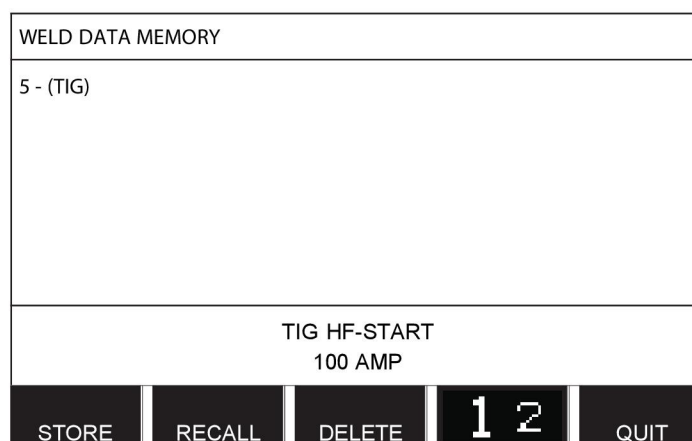 WELD DATA MEMORY
5 - (TIG)
TIG HF-START
100 AMP
STORE RECALL DELETE 1 2 QUIT